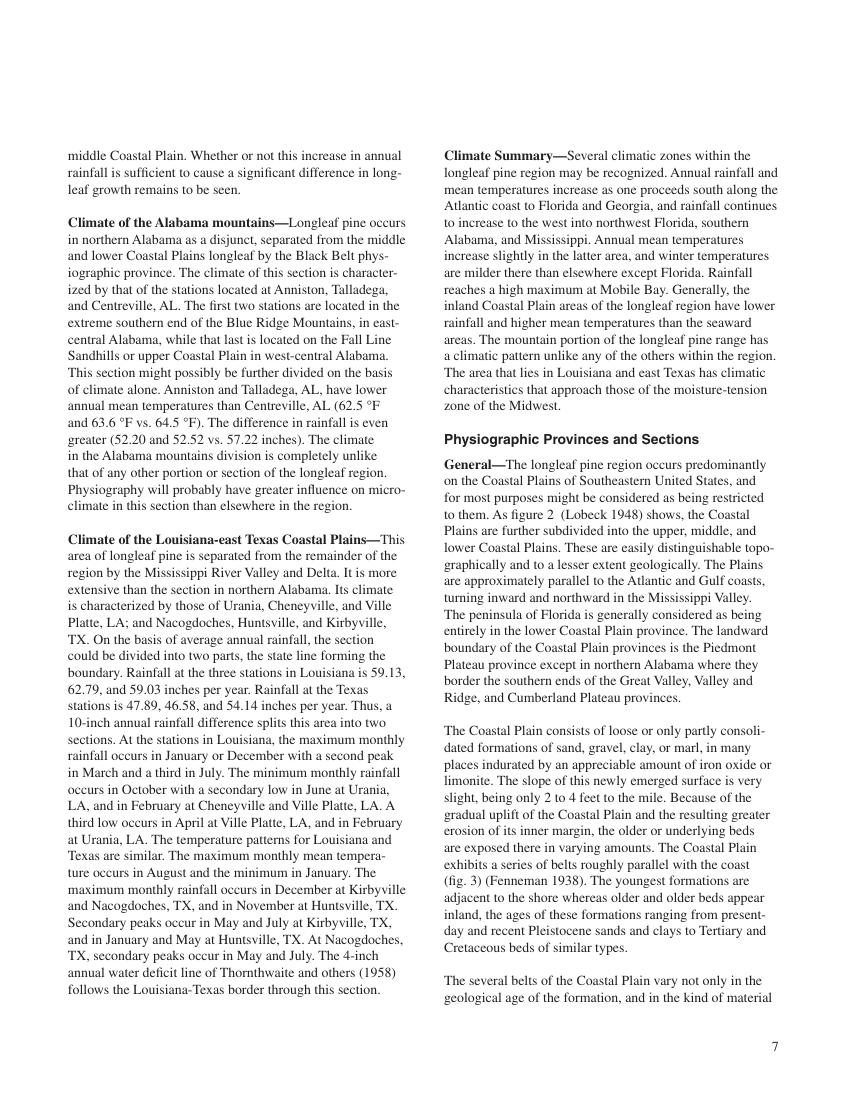 middle Coastal Plain. Whether or not this increase in annual
rainfall is sufficient to cause a significant difference in long-
leaf growth remains to be seen.
Climate of the Alabama mountains—Longleaf pine occurs
in northern Alabama as a disjunct, separated from the middle
and lower Coastal Plains longleaf by the Black Belt phys-
iographic province. The climate of this section is character-
ized by that of the stations located at Anniston, Talladega,
and Centreville, AL. The first two stations are located in the
extreme southern end of the Blue Ridge Mountains, in east-
central Alabama, while that last is located on the Fall Line
Sandhills or upper Coastal Plain in west-central Alabama.
This section might possibly be further divided on the basis
of climate alone. Anniston and Talladega, AL, have lower
annual mean temperatures than Centreville, AL (62.5 °F
and 63.6 °F vs. 64.5 °F). The difference in rainfall is even
greater (52.20 and 52.52 vs. 57.22 inches). The climate
in the Alabama mountains division is completely unlike
that of any other portion or section of the longleaf region.
Physiography will probably have greater influence on micro-
climate in this section than elsewhere in the region.
Climate of the Louisiana-east Texas Coastal Plains—This
area of longleaf pine is separated from the remainder of the
region by the Mississippi River Valley and Delta. It is more
extensive than the section in northern Alabama. Its climate
is characterized by those of Urania, Cheneyville, and Ville
Platte, LA; and Nacogdoches, Huntsville, and Kirbyville,
TX. On the basis of average annual rainfall, the section
could be divided into two parts, the state line forming the
boundary. Rainfall at the three stations in Louisiana is 59.13,
62.79, and 59.03 inches per year. Rainfall at the Texas
stations is 47.89, 46.58, and 54.14 inches per year. Thus, a
10-inch annual rainfall difference splits this area into two
sections. At the stations in Louisiana, the maximum monthly
rainfall occurs in January or December with a second peak
in March and a third in July. The minimum monthly rainfall
occurs in October with a secondary low in June at Urania,
LA, and in February at Cheneyville and Ville Platte, LA. A
third low occurs in April at Ville Platte, LA, and in February
at Urania, LA. The temperature patterns for Louisiana and
Texas are similar. The maximum monthly mean tempera-
ture occurs in August and the minimum in January. The
maximum monthly rainfall occurs in December at Kirbyville
and Nacogdoches, TX, and in November at Huntsville, TX.
Secondary peaks occur in May and July at Kirbyville, TX,
and in January and May at Huntsville, TX. At Nacogdoches,
TX, secondary peaks occur in May and July. The 4-inch
annual water deficit line of Thornthwaite and others (1958)
follows the Louisiana-Texas border through this section.
Climate Summary—Several climatic zones within the
longleaf pine region may be recognized. Annual rainfall and
mean temperatures increase as one proceeds south along the
Atlantic coast to Florida and Georgia, and rainfall continues
to increase to the west into northwest Florida, southern
Alabama, and Mississippi. Annual mean temperatures
increase slightly in the latter area, and winter temperatures
are milder there than elsewhere except Florida. Rainfall
reaches a high maximum at Mobile Bay. Generally, the
inland Coastal Plain areas of the longleaf region have lower
rainfall and higher mean temperatures than the seaward
areas. The mountain portion of the longleaf pine range has
a climatic pattern unlike any of the others within the region.
The area that lies in Louisiana and east Texas has climatic
characteristics that approach those of the moisture-tension
zone of the Midwest.
Physiographic Provinces and Sections
General—The longleaf pine region occurs predominantly
on the Coastal Plains of Southeastern United States, and
for most purposes might be considered as being restricted
to them. As figure 2 (Lobeck 1948) shows, the Coastal
Plains are further subdivided into the upper, middle, and
lower Coastal Plains. These are easily distinguishable topo-
graphically and to a lesser extent geologically. The Plains
are approximately parallel to the Atlantic and Gulf coasts,
turning inward and northward in the Mississippi Valley.
The peninsula of Florida is generally considered as being
entirely in the lower Coastal Plain province. The landward
boundary of the Coastal Plain provinces is the Piedmont
Plateau province except in northern Alabama where they
border the southern ends of the Great Valley, Valley and
Ridge, and Cumberland Plateau provinces.
The Coastal Plain consists of loose or only partly consoli-
dated formations of sand, gravel, clay, or marl, in many
places indurated by an appreciable amount of iron oxide or
limonite. The slope of this newly emerged surface is very
slight, being only 2 to 4 feet to the mile. Because of the
gradual uplift of the Coastal Plain and the resulting greater
erosion of its inner margin, the older or underlying beds
are exposed there in varying amounts. The Coastal Plain
exhibits a series of belts roughly parallel with the coast
(fig. 3) (Fenneman 1938). The youngest formations are
adjacent to the shore whereas older and older beds appear
inland, the ages of these formations ranging from present-
day and recent Pleistocene sands and clays to Tertiary and
Cretaceous beds of similar types.
The several belts of the Coastal Plain vary not only in the
geological age of the formation, and in the kind of material
7